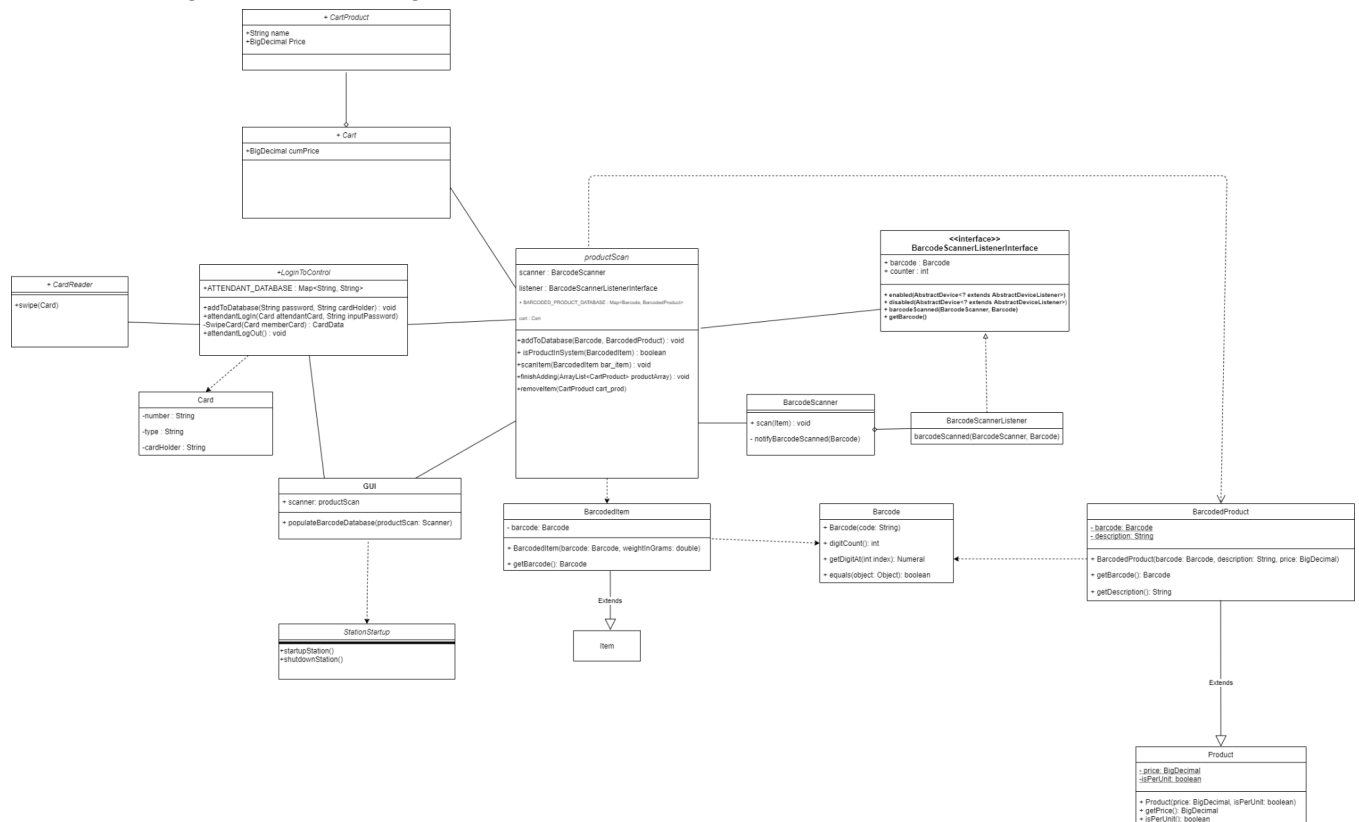 + CartProduct
+String name
+BigDecimal Price
+ Cart
+BigDecimal cumPrice
productScan
scanner : BarcodeScanner
listener : BarcodeScannerListenerInterface
+ BARCODED_PRODUCT_DATABASE : Map<Barcode, BarcodedProduct>
cart : Cart
+addToDatabase(Barcode, BarcodedProduct) : void
+ isProductInSystem(BarcodedItem) : boolean
+scanItem(BarcodedItem bar_item) : void
+finishAdding(ArrayList<CartProduct> productArray) : void
+removeItem(CartProduct cart_prod)
<<interface>>
BarcodeScannerListenerInterface
+ barcode : Barcode
+ counter : int
+ enabled(AbstractDevice<? extends AbstractDeviceListener>)
+ disabled(AbstractDevice<? extends AbstractDeviceListener>)
+ barcodeScanned(BarcodeScanner, Barcode)
+ getBarcode()
+ CardReader
+swipe(Card)
+LoginToControl
+ATTENDANT_DATABASE : Map<String, String>
+addToDatabase(String password, String cardHolder) : void
+attendantLogIn(Card attendantCard, String inputPassword)
-SwipeCard(Card memberCard) : CardData
+attendantLogOut() : void
Card
-number : String
-type : String
-cardHolder : String
BarcodeScanner
+ scan(Item) : void
- notifyBarcodeScanned(Barcode)
BarcodeScannerListener
barcodeScanned(BarcodeScanner, Barcode)
GUI
+ scanner: productScan
+ populateBarcodeDatabase(productScan: Scanner)
BarcodedItem
- barcode: Barcode
+ BarcodedItem(barcode: Barcode, weightInGrams: double)
+ getBarcode(): Barcode
Barcode
+ Barcode(code: String)
+ digitCount(): int
+ getDigitAt(int index): Numeral
+ equals(object: Object): boolean
BarcodedProduct
- barcode: Barcode
- description: String
+ BarcodedProduct(barcode: Barcode, description: String, price: BigDecimal)
+ getBarcode(): Barcode
+ getDescription(): String
Extends
Item
StationStartup
+startupStation()
+shutdownStation()
Extends
Product
- price: BigDecimal
-isPerUnit: boolean
+ Product(price: BigDecimal, isPerUnit: boolean)
+ getPrice(): BigDecimal
+ isPerUnit(): boolean